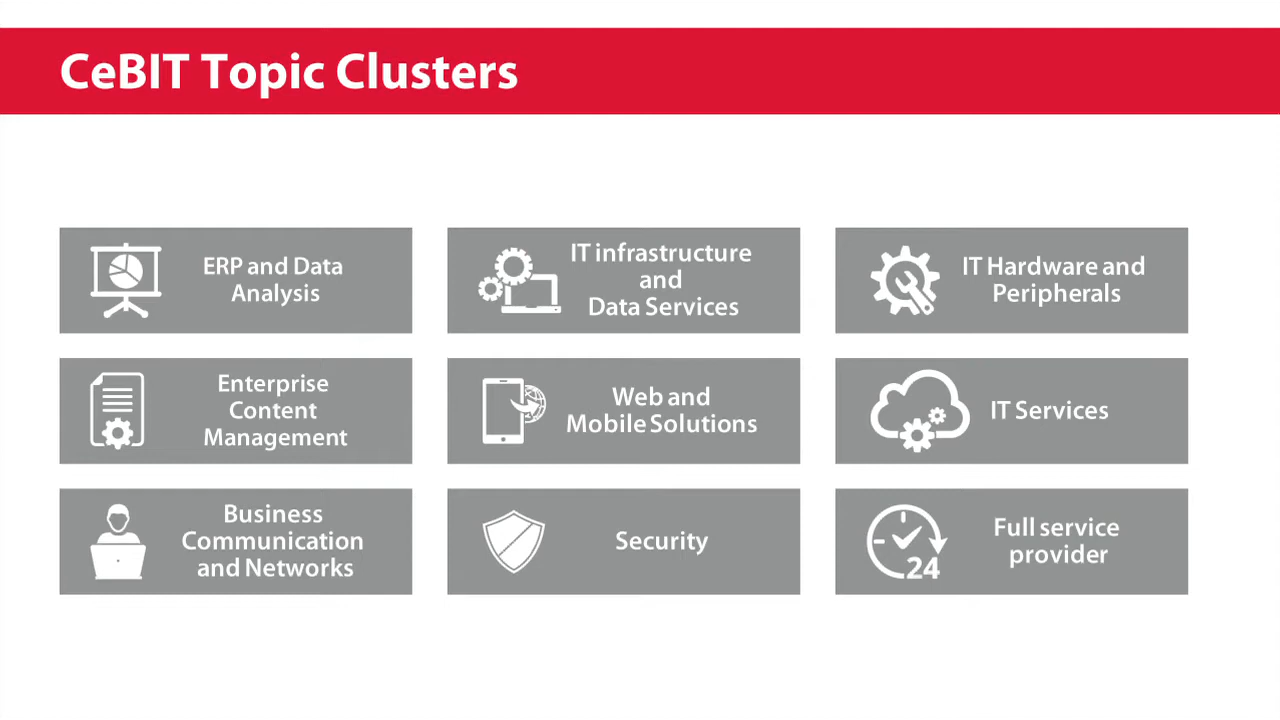 CeBIT Topic Clusters
ERP and Data
Analysis
IT infrastructure
and
Data Services
IT Hardware and
Peripherals
Enterprise
Content
Management
Web and
Mobile Solutions
IT Services
Business
Communication
and Networks
Security
24
Full service
provider